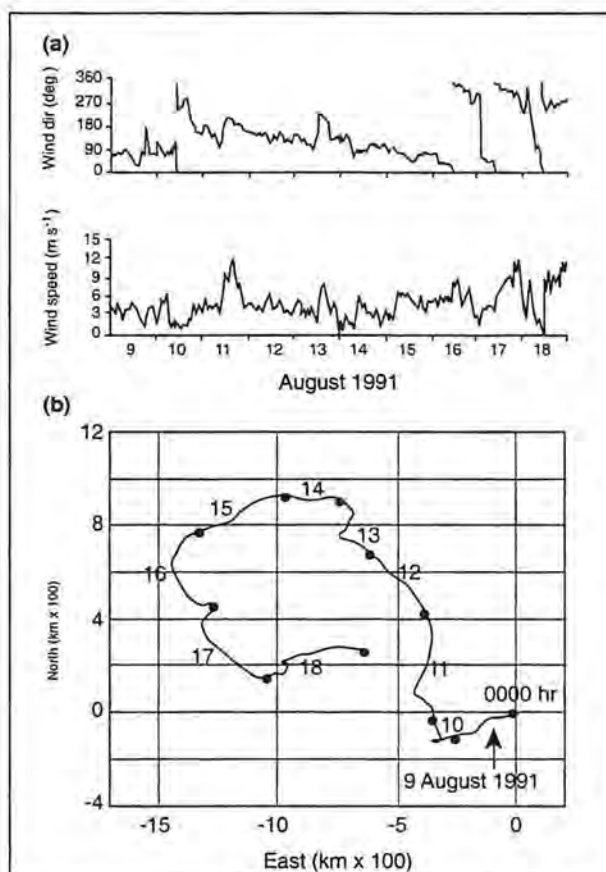 (a)
Wind dir (deg.)
360
270
180
90
0
Wind speed (m s⁻¹)
15
12
9
6
3
0
9 10 11 12 13 14 15 16 17 18
August 1991
(b)
North (km x 100)
12
8
4
0
-4
15
14
13
12
16
17
18
11
10
0000 hr
9 August 1991
-15 -10 -5 0
East (km x 100)